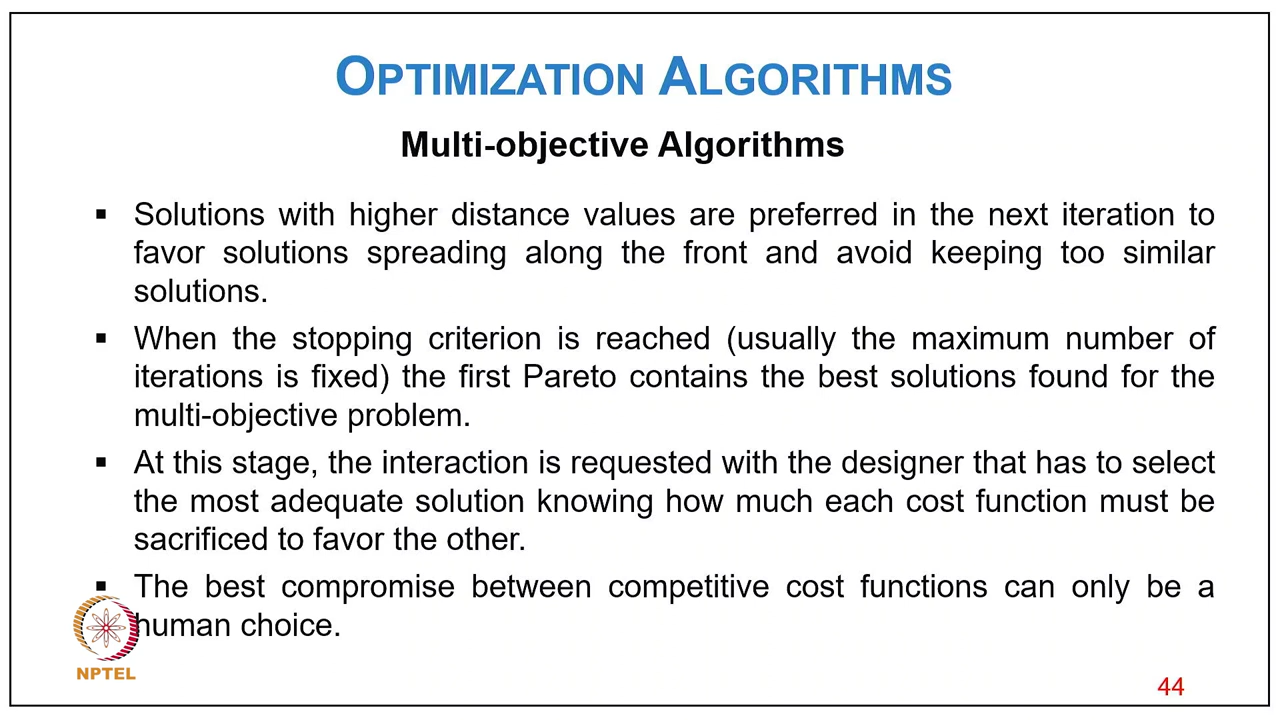 OPTIMIZATION ALGORITHMS
Multi-objective Algorithms
▪ Solutions with higher distance values are preferred in the next iteration to
favor solutions spreading along the front and avoid keeping too similar
solutions.
▪ When the stopping criterion is reached (usually the maximum number of
iterations is fixed) the first Pareto contains the best solutions found for the
multi-objective problem.
▪ At this stage, the interaction is requested with the designer that has to select
the most adequate solution knowing how much each cost function must be
sacrificed to favor the other.
▪ The best compromise between competitive cost functions can only be a
human choice.
NPTEL
44